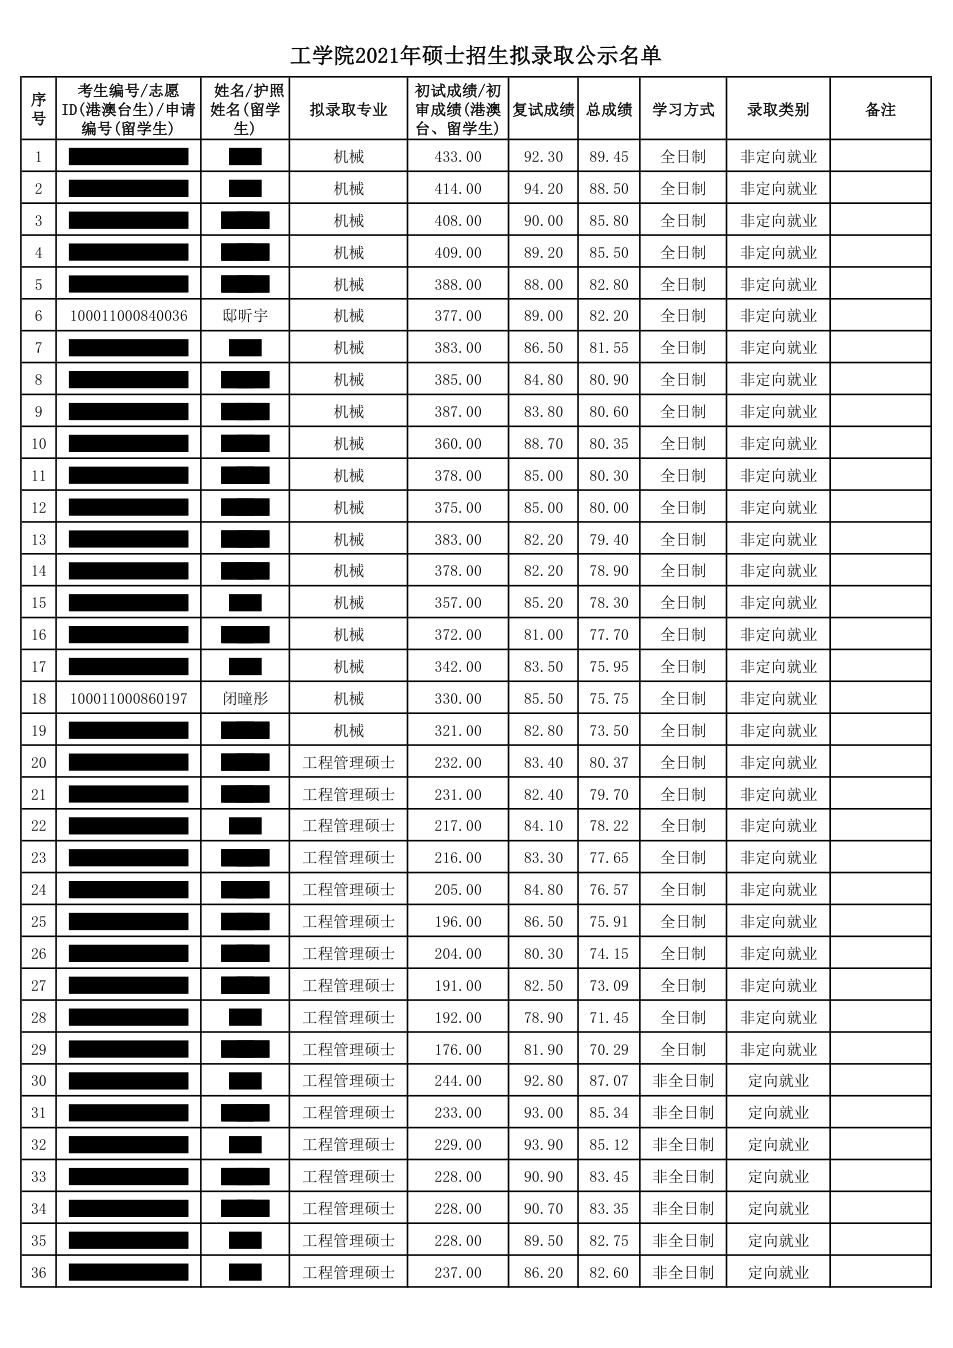 工学院2021年硕士招生拟录取公示名单
序号 考生编号/志愿ID(港澳台生)/申请编号(留学生) 姓名/护照姓名(留学生) 拟录取专业 初试成绩/初审成绩(港澳台、留学生) 复试成绩 总成绩 学习方式 录取类别 备注
1 机械 433.00 92.30 89.45 全日制 非定向就业
2 机械 414.00 94.20 88.50 全日制 非定向就业
3 机械 408.00 90.00 85.80 全日制 非定向就业
4 机械 409.00 89.20 85.50 全日制 非定向就业
5 机械 388.00 88.00 82.80 全日制 非定向就业
6 100011000840036 邸昕宇 机械 377.00 89.00 82.20 全日制 非定向就业
7 机械 383.00 86.50 81.55 全日制 非定向就业
8 机械 385.00 84.80 80.90 全日制 非定向就业
9 机械 387.00 83.80 80.60 全日制 非定向就业
10 机械 360.00 88.70 80.35 全日制 非定向就业
11 机械 378.00 85.00 80.30 全日制 非定向就业
12 机械 375.00 85.00 80.00 全日制 非定向就业
13 机械 383.00 82.20 79.40 全日制 非定向就业
14 机械 378.00 82.20 78.90 全日制 非定向就业
15 机械 357.00 85.20 78.30 全日制 非定向就业
16 机械 372.00 81.00 77.70 全日制 非定向就业
17 机械 342.00 83.50 75.95 全日制 非定向就业
18 100011000860197 闭曈彤 机械 330.00 85.50 75.75 全日制 非定向就业
19 机械 321.00 82.80 73.50 全日制 非定向就业
20 工程管理硕士 232.00 83.40 80.37 全日制 非定向就业
21 工程管理硕士 231.00 82.40 79.70 全日制 非定向就业
22 工程管理硕士 217.00 84.10 78.22 全日制 非定向就业
23 工程管理硕士 216.00 83.30 77.65 全日制 非定向就业
24 工程管理硕士 205.00 84.80 76.57 全日制 非定向就业
25 工程管理硕士 196.00 86.50 75.91 全日制 非定向就业
26 工程管理硕士 204.00 80.30 74.15 全日制 非定向就业
27 工程管理硕士 191.00 82.50 73.09 全日制 非定向就业
28 工程管理硕士 192.00 78.90 71.45 全日制 非定向就业
29 工程管理硕士 176.00 81.90 70.29 全日制 非定向就业
30 工程管理硕士 244.00 92.80 87.07 非全日制 定向就业
31 工程管理硕士 233.00 93.00 85.34 非全日制 定向就业
32 工程管理硕士 229.00 93.90 85.12 非全日制 定向就业
33 工程管理硕士 228.00 90.90 83.45 非全日制 定向就业
34 工程管理硕士 228.00 90.70 83.35 非全日制 定向就业
35 工程管理硕士 228.00 89.50 82.75 非全日制 定向就业
36 工程管理硕士 237.00 86.20 82.60 非全日制 定向就业